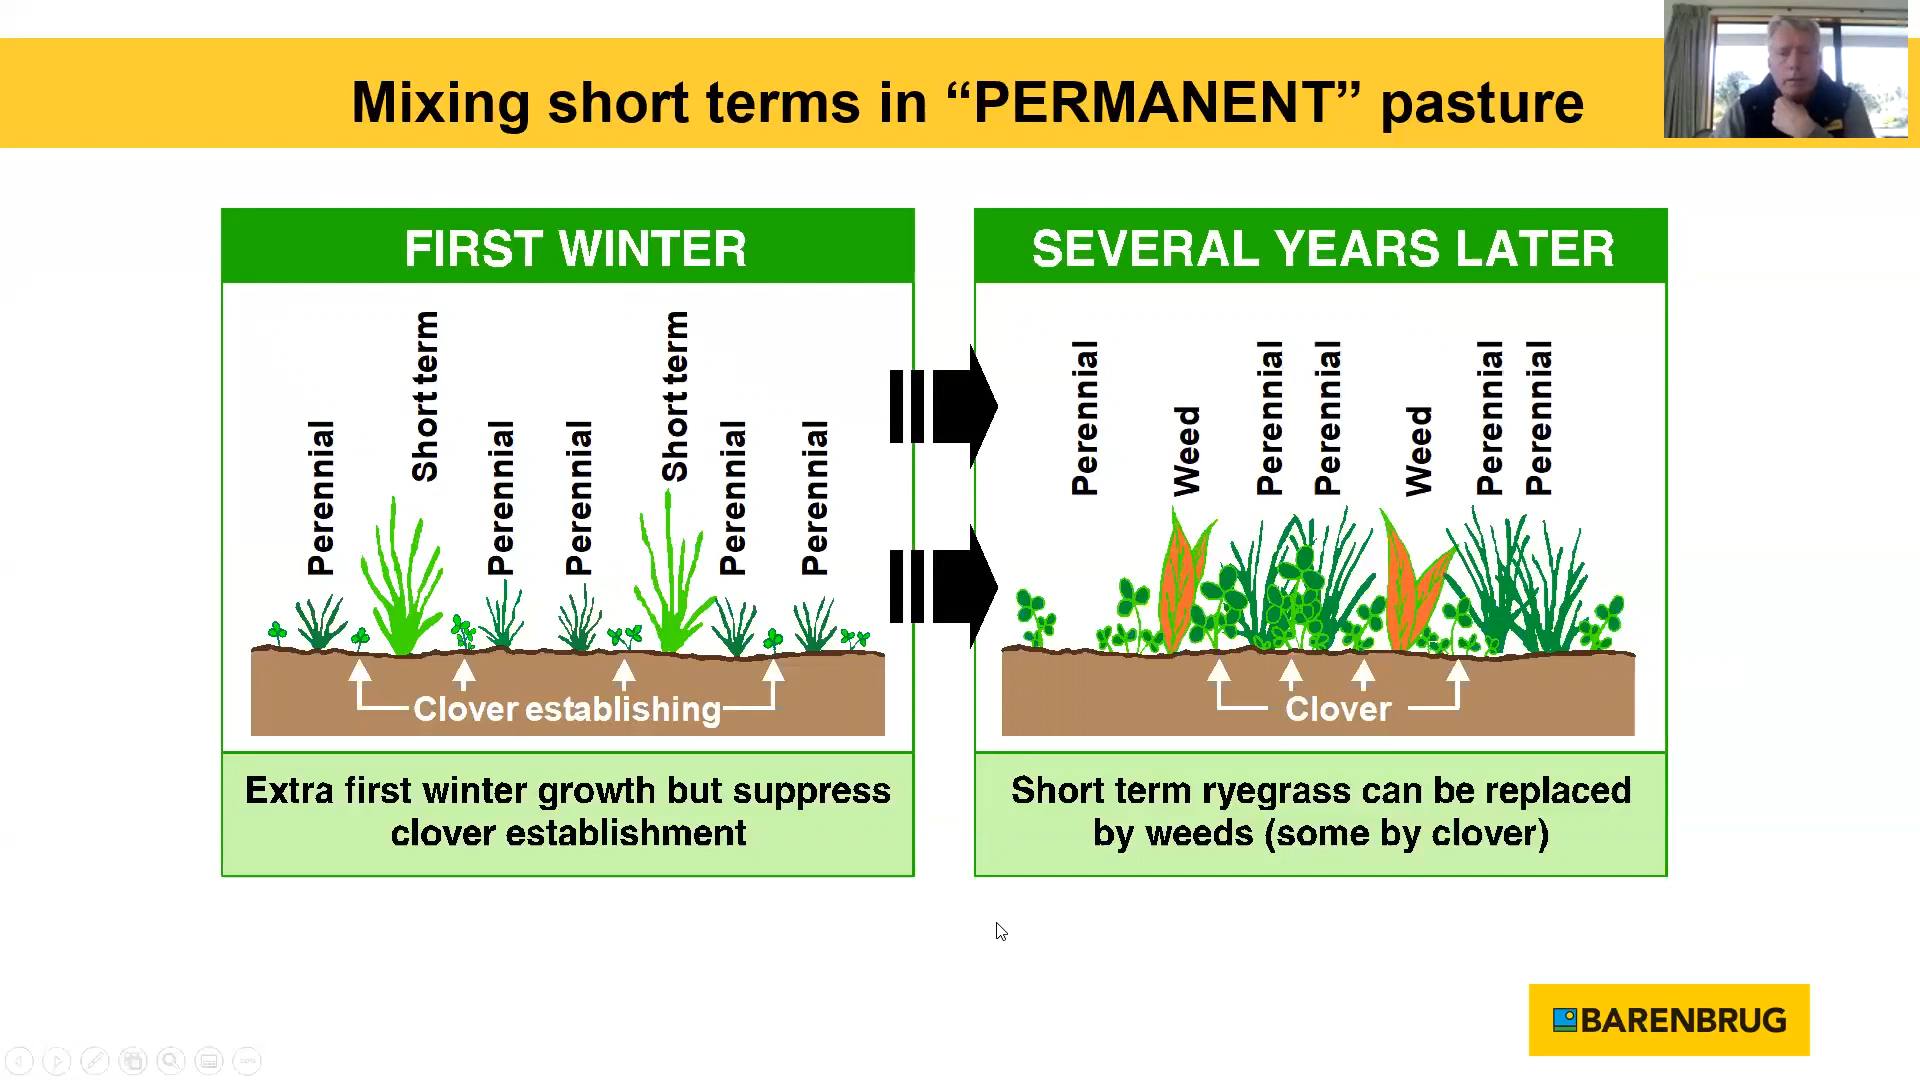 Mixing short terms in “PERMANENT” pasture
FIRST WINTER
Perennial
Short term
Perennial
Perennial
Short term
Perennial
Perennial
Clover establishing
Extra first winter growth but suppress
clover establishment
SEVERAL YEARS LATER
Perennial
Weed
Perennial
Perennial
Weed
Perennial
Perennial
Clover
Short term ryegrass can be replaced
by weeds (some by clover)
BARENBRUG